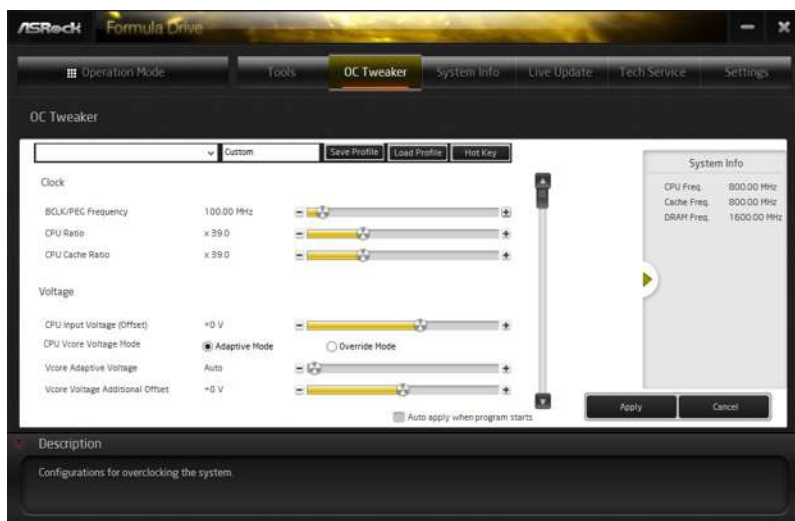 ASRock Formula Drive
Operation Mode Tools OC Tweaker System Info Live Update Tech Service Settings
OC Tweaker
Custom Save Profile Load Profile Hot Key
System Info
Clock
CPU Freq. 800.00 MHz
Cache Freq. 800.00 MHz
DRAM Freq. 1600.00 MHz
BCLK/PEG Frequency 100.00 MHz
CPU Ratio x 39.0
CPU Cache Ratio x 39.0
Voltage
CPU Input Voltage (Offset) +0 V
CPU Vcore Voltage Mode Adaptive Mode Override Mode
Vcore Adaptive Voltage Auto
Vcore Voltage Additional Offset +0 V
Auto apply when program starts
Apply Cancel
Description
Configurations for overclocking the system.